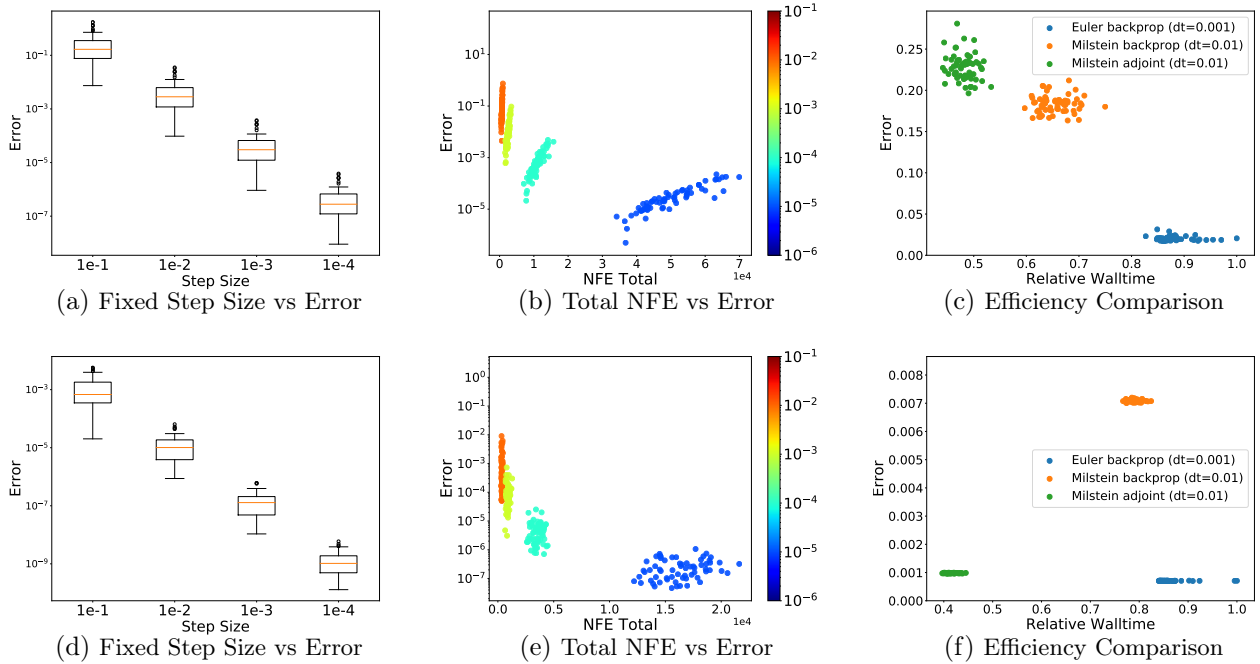 10⁻¹
10⁻³
10⁻⁵
10⁻⁷
Error
1e-1 1e-2 1e-3 1e-4
Step Size
(a) Fixed Step Size vs Error
10¹
10⁻¹
10⁻³
10⁻⁵
Error
0 1 2 3 4 5 6 7
1e4
NFE Total
10⁻¹
10⁻²
10⁻³
10⁻⁴
10⁻⁵
10⁻⁶
(b) Total NFE vs Error
Euler backprop (dt=0.001)
Milstein backprop (dt=0.01)
Milstein adjoint (dt=0.01)
0.25
0.20
0.15
0.10
0.05
0.00
Error
0.5 0.6 0.7 0.8 0.9 1.0
Relative Walltime
(c) Efficiency Comparison
10⁻³
10⁻⁵
10⁻⁷
10⁻⁹
Error
1e-1 1e-2 1e-3 1e-4
Step Size
(d) Fixed Step Size vs Error
10⁰
10⁻¹
10⁻²
10⁻³
10⁻⁴
10⁻⁵
10⁻⁶
10⁻⁷
Error
0.0 0.5 1.0 1.5 2.0
1e4
NFE Total
10⁻¹
10⁻²
10⁻³
10⁻⁴
10⁻⁵
10⁻⁶
(e) Total NFE vs Error
0.008
0.007
0.006
0.005
0.004
0.003
0.002
0.001
0.000
Error
Euler backprop (dt=0.001)
Milstein backprop (dt=0.01)
Milstein adjoint (dt=0.01)
0.4 0.5 0.6 0.7 0.8 0.9 1.0
Relative Walltime
(f) Efficiency Comparison